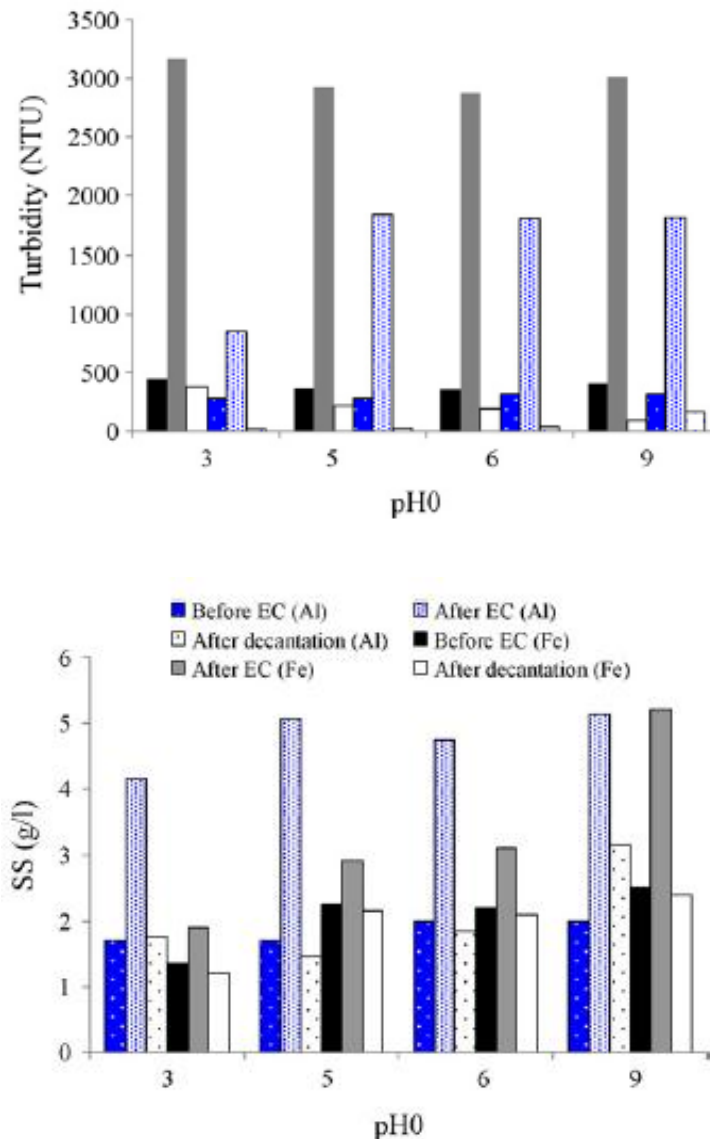 Turbidity (NTU)
3500
3000
2500
2000
1500
1000
500
0
3 5 6 9
pH0
Before EC (Al) After EC (Al)
After decantation (Al) Before EC (Fe)
After EC (Fe) After decantation (Fe)
SS (g/l)
6
5
4
3
2
1
0
3 5 6 9
pH0